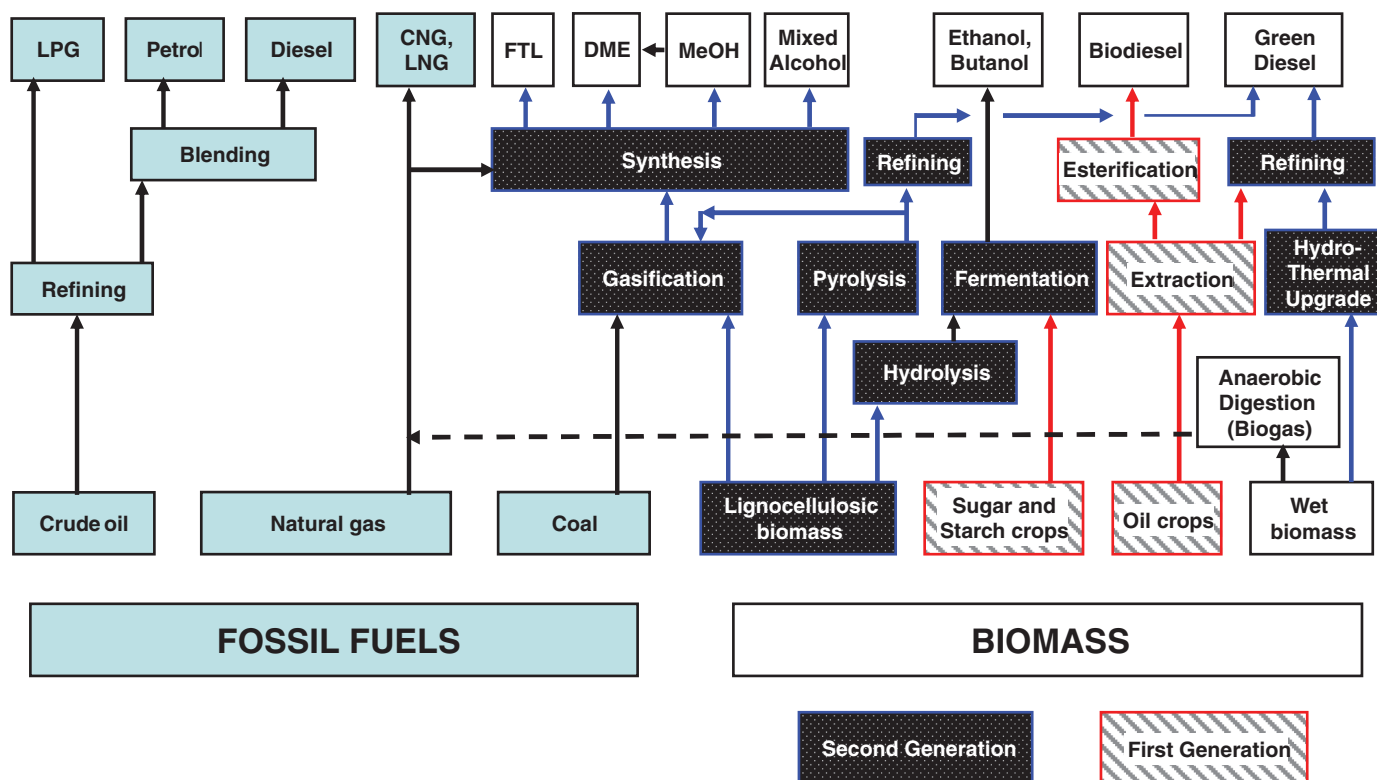 LPG
Petrol
Diesel
CNG,
LNG
FTL
DME
MeOH
Mixed
Alcohol
Ethanol,
Butanol
Biodiesel
Green
Diesel
Blending
Synthesis
Refining
Esterification
Refining
Refining
Gasification
Pyrolysis
Fermentation
Extraction
Hydro-
Thermal
Upgrade
Hydrolysis
Anaerobic
Digestion
(Biogas)
Crude oil
Natural gas
Coal
Lignocellulosic
biomass
Sugar and
Starch crops
Oil crops
Wet
biomass
FOSSIL FUELS
BIOMASS
Second Generation
First Generation